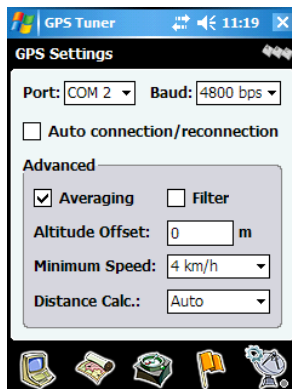 GPS Tuner 11:19
GPS Settings
Port: COM 2 Baud: 4800 bps
Auto connection/reconnection
Advanced
Averaging Filter
Altitude Offset: 0 m
Minimum Speed: 4 km/h
Distance Calc.: Auto